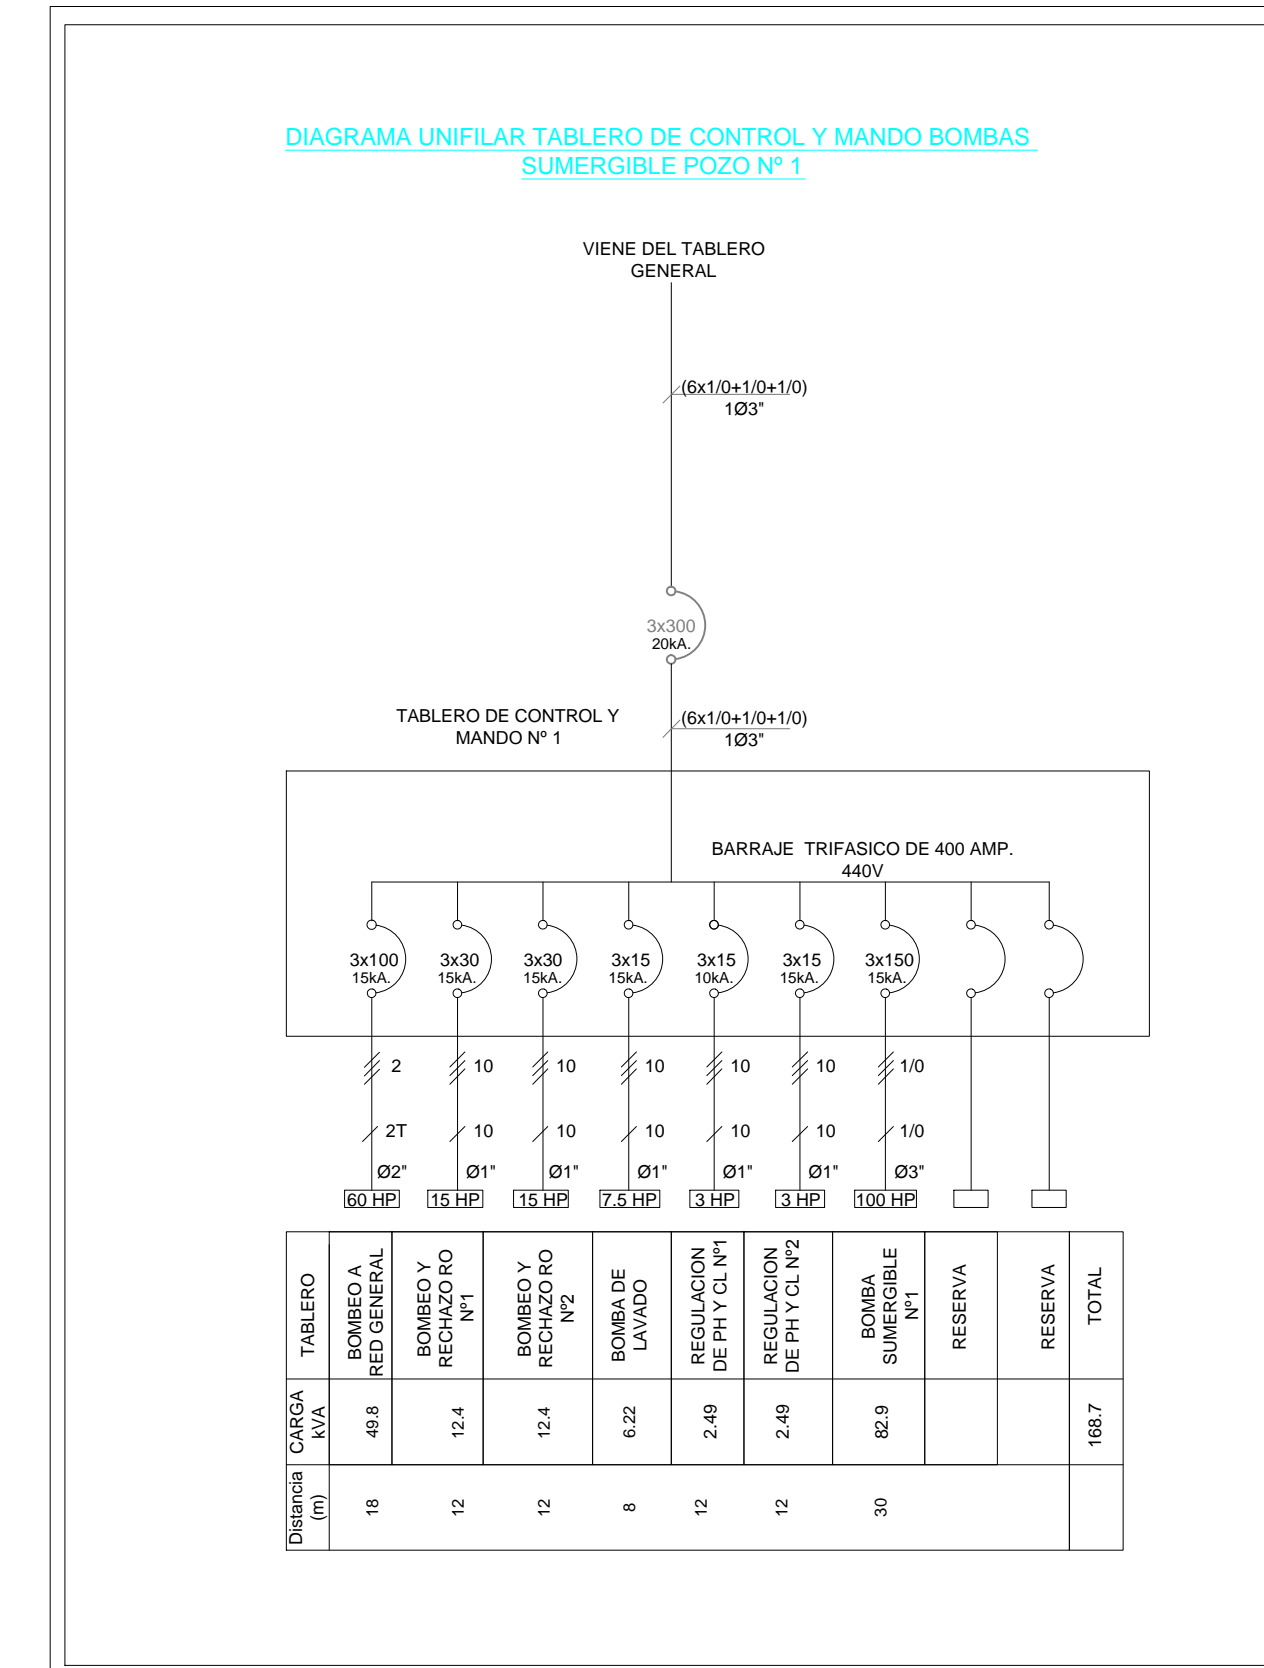 DIAGRAMA UNIFILAR TABLERO DE CONTROL Y MANDO BOMBAS
SUMERGIBLE POZO Nº 1
VIENE DEL TABLERO
GENERAL
(6x1/0+1/0+1/0)
1Ø3"
3x300
20kA.
TABLERO DE CONTROL Y
MANDO Nº 1
(6x1/0+1/0+1/0)
1Ø3"
BARRAJE TRIFASICO DE 400 AMP.
440V
3x100 3x30 3x30 3x15 3x15 3x15 3x150
15kA. 15kA. 15kA. 15kA. 10kA. 15kA. 15kA.
2 10 10 10 10 10 1/0
2T 10 10 10 10 10 1/0
Ø2" Ø1" Ø1" Ø1" Ø1" Ø1" Ø3"
60 HP 15 HP 15 HP 7.5 HP 3 HP 3 HP 100 HP
TABLERO
BOMBEO A
RED GENERAL
BOMBEO Y
RECHAZO RO
Nº1
BOMBEO Y
RECHAZO RO
Nº2
BOMBA DE
LAVADO
REGULACION
DE PH Y CL Nº1
REGULACION
DE PH Y CL Nº2
BOMBA
SUMERGIBLE
Nº1
RESERVA
RESERVA
TOTAL
CARGA
kVA
49.8
12.4
12.4
6.22
2.49
2.49
82.9
168.7
Distancia
(m)
18
12
12
8
12
12
30